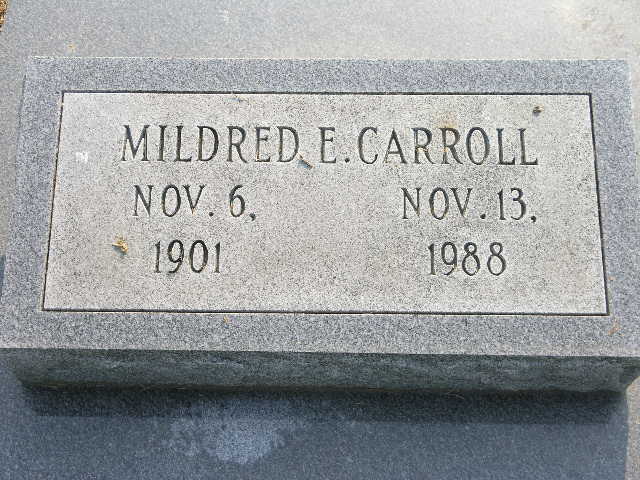 MILDRED E. CARROLL
NOV. 6, NOV. 13,
1901 1988